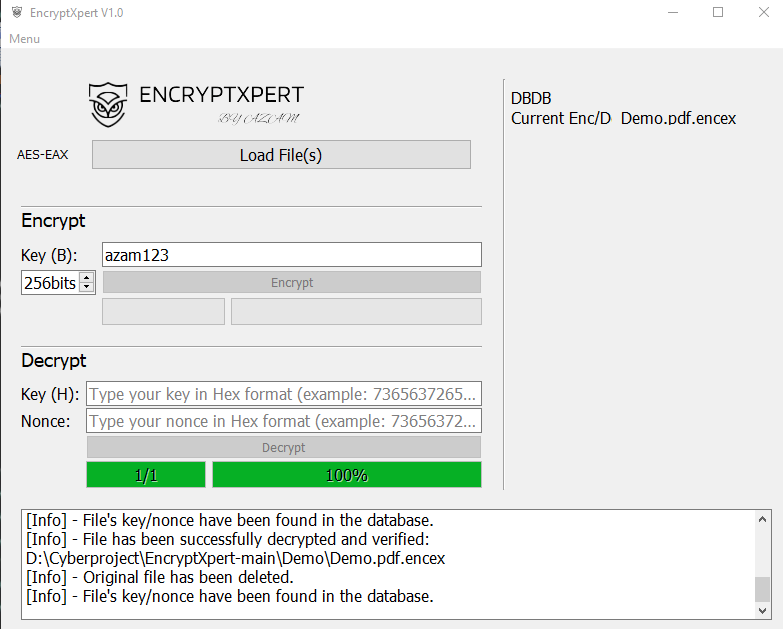 EncryptXpert V1.0
Menu
ENCRYPTXPERT
BY AZZAM
AES-EAX
Load File(s)
Encrypt
Key (B):
azam123
256bits
Encrypt
Decrypt
Key (H):
Type your key in Hex format (example: 7365637265...
Nonce:
Type your nonce in Hex format (example: 73656372...
Decrypt
1/1
100%
DBDB
Current Enc/D Demo.pdf.encex
[Info] - File's key/nonce have been found in the database.
[Info] - File has been successfully decrypted and verified:
D:\Cyberproject\EncryptXpert-main\Demo\Demo.pdf.encex
[Info] - Original file has been deleted.
[Info] - File's key/nonce have been found in the database.